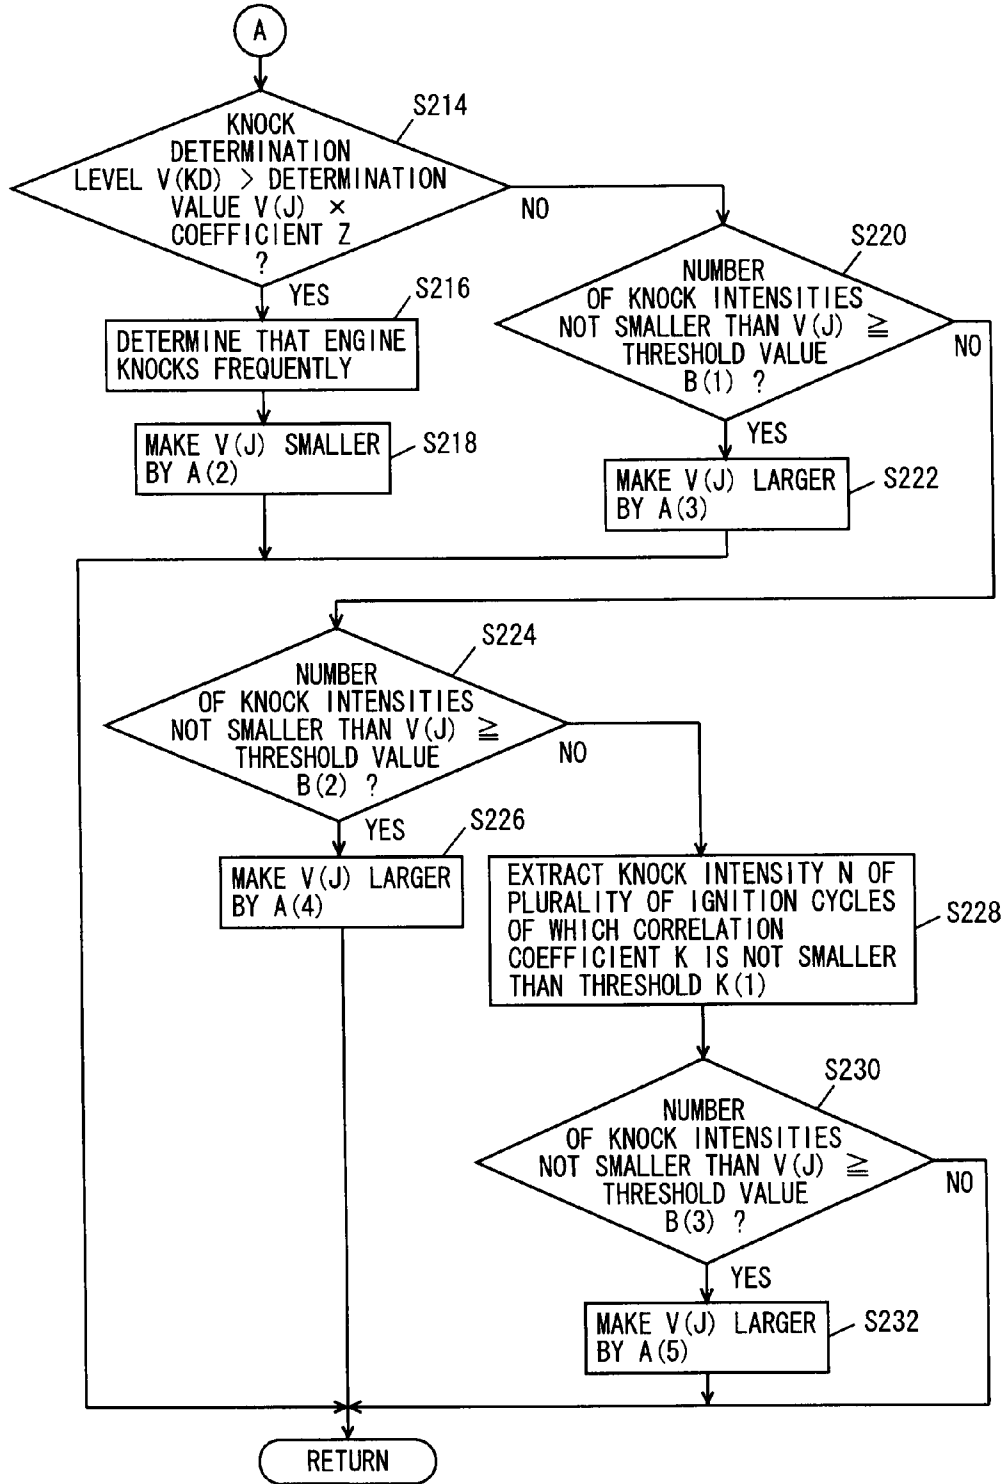 A
S214
KNOCK
DETERMINATION
LEVEL V(KD) > DETERMINATION
VALUE V(J) ×
COEFFICIENT Z
?
NO
YES
S216
DETERMINE THAT ENGINE
KNOCKS FREQUENTLY
MAKE V(J) SMALLER
BY A(2)
S218
S220
NUMBER
OF KNOCK INTENSITIES
NOT SMALLER THAN V(J) ≧
THRESHOLD VALUE
B(1) ?
NO
YES
MAKE V(J) LARGER
BY A(3)
S222
S224
NUMBER
OF KNOCK INTENSITIES
NOT SMALLER THAN V(J) ≧
THRESHOLD VALUE
B(2) ?
NO
YES
S226
MAKE V(J) LARGER
BY A(4)
EXTRACT KNOCK INTENSITY N OF
PLURALITY OF IGNITION CYCLES
OF WHICH CORRELATION
COEFFICIENT K IS NOT SMALLER
THAN THRESHOLD K(1)
S228
S230
NUMBER
OF KNOCK INTENSITIES
NOT SMALLER THAN V(J) ≧
THRESHOLD VALUE
B(3) ?
NO
YES
MAKE V(J) LARGER
BY A(5)
S232
RETURN